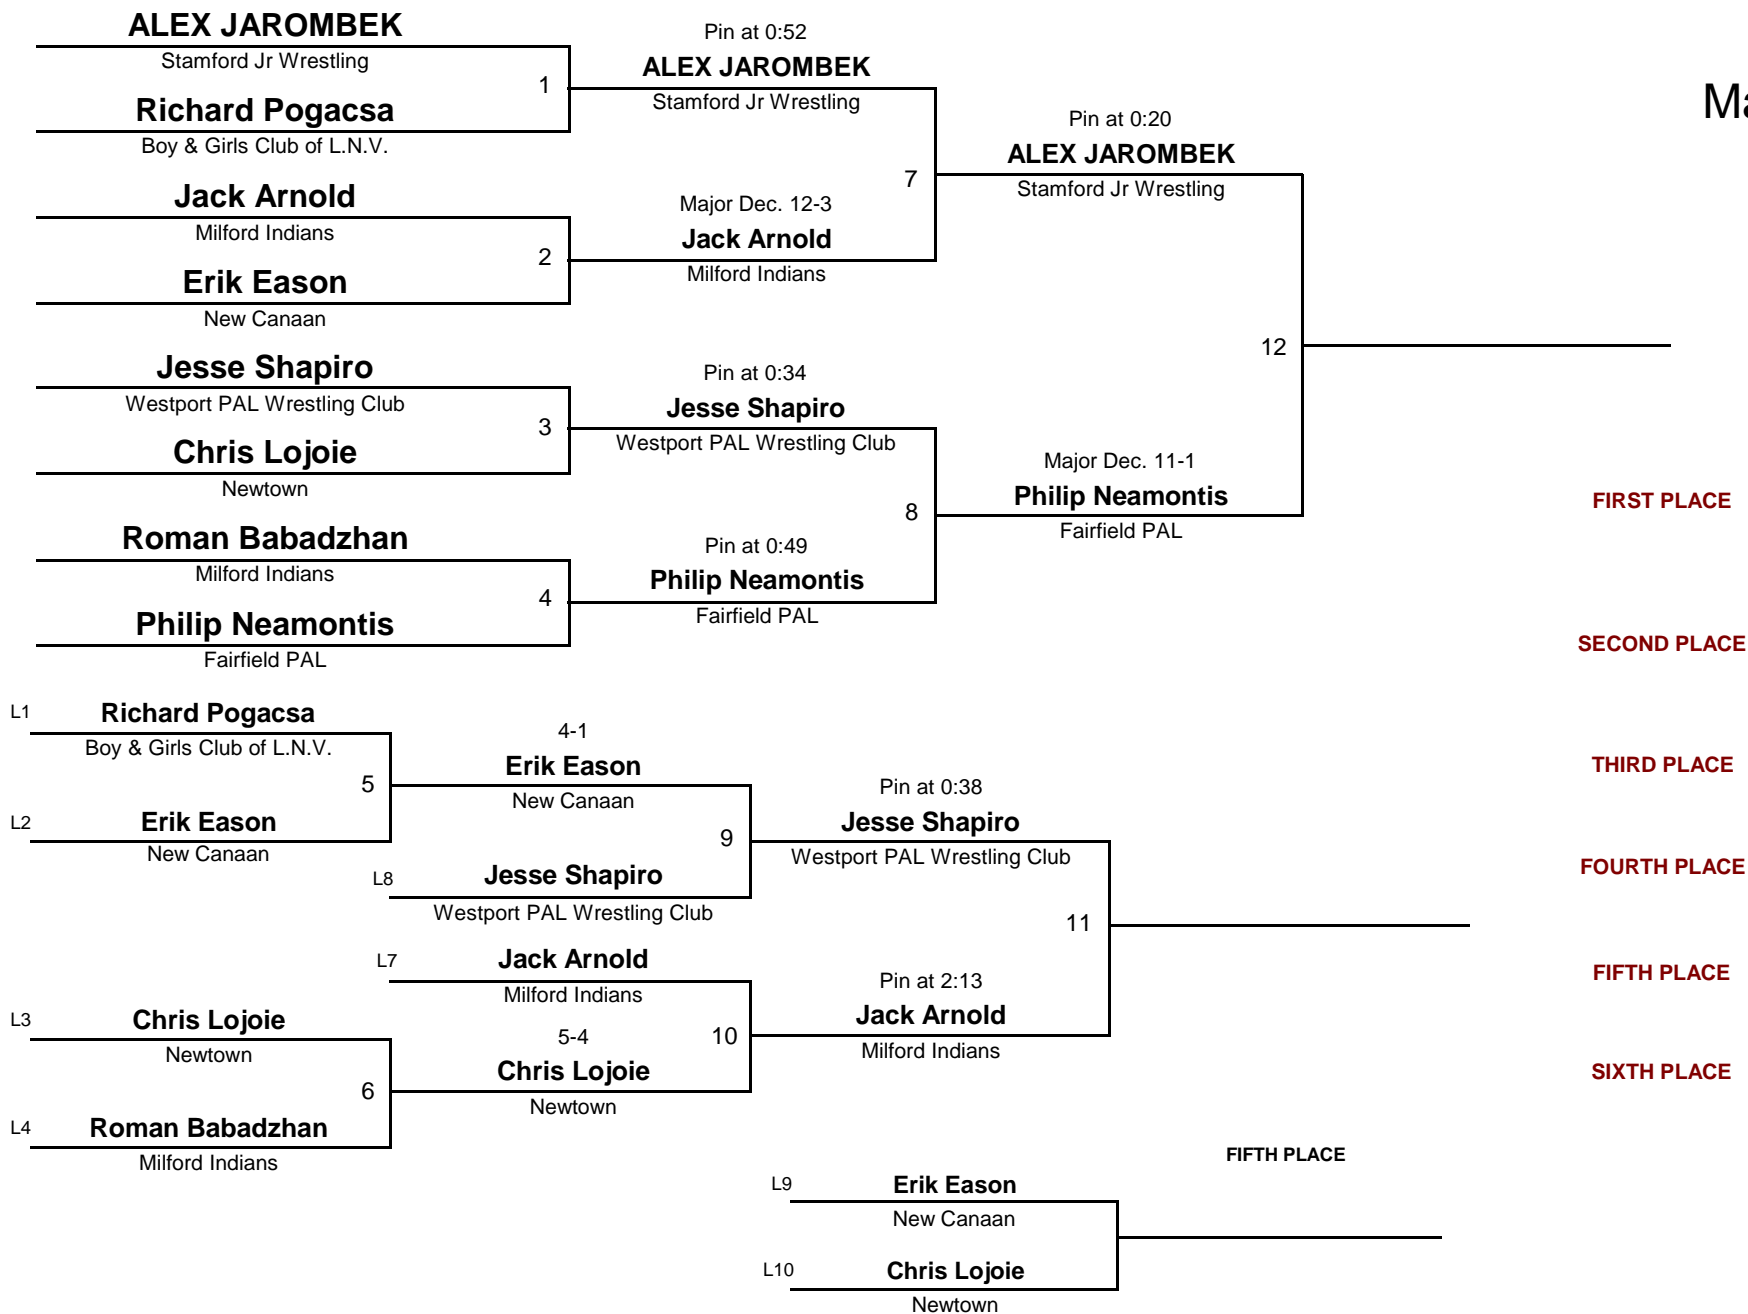 ALEX JAROMBEK
Stamford Jr Wrestling
1
Richard Pogacsa
Boy & Girls Club of L.N.V.
Jack Arnold
Milford Indians
2
Erik Eason
New Canaan
Jesse Shapiro
Westport PAL Wrestling Club
3
Chris Lojoie
Newtown
Roman Babadzhan
Milford Indians
4
Philip Neamontis
Fairfield PAL
Pin at 0:52
ALEX JAROMBEK
Stamford Jr Wrestling
7
Major Dec. 12-3
Jack Arnold
Milford Indians
Pin at 0:34
Jesse Shapiro
Westport PAL Wrestling Club
8
Pin at 0:49
Philip Neamontis
Fairfield PAL
Pin at 0:20
ALEX JAROMBEK
Stamford Jr Wrestling
12
Major Dec. 11-1
Philip Neamontis
Fairfield PAL
Ma
FIRST PLACE
SECOND PLACE
THIRD PLACE
FOURTH PLACE
FIFTH PLACE
SIXTH PLACE
L1 Richard Pogacsa
Boy & Girls Club of L.N.V.
5
L2 Erik Eason
New Canaan
L3 Chris Lojoie
Newtown
6
L4 Roman Babadzhan
Milford Indians
4-1
Erik Eason
New Canaan
9
L8 Jesse Shapiro
Westport PAL Wrestling Club
L7 Jack Arnold
Milford Indians
5-4 10
Chris Lojoie
Newtown
Pin at 0:38
Jesse Shapiro
Westport PAL Wrestling Club
11
Pin at 2:13
Jack Arnold
Milford Indians
FIFTH PLACE
L9 Erik Eason
New Canaan
L10 Chris Lojoie
Newtown